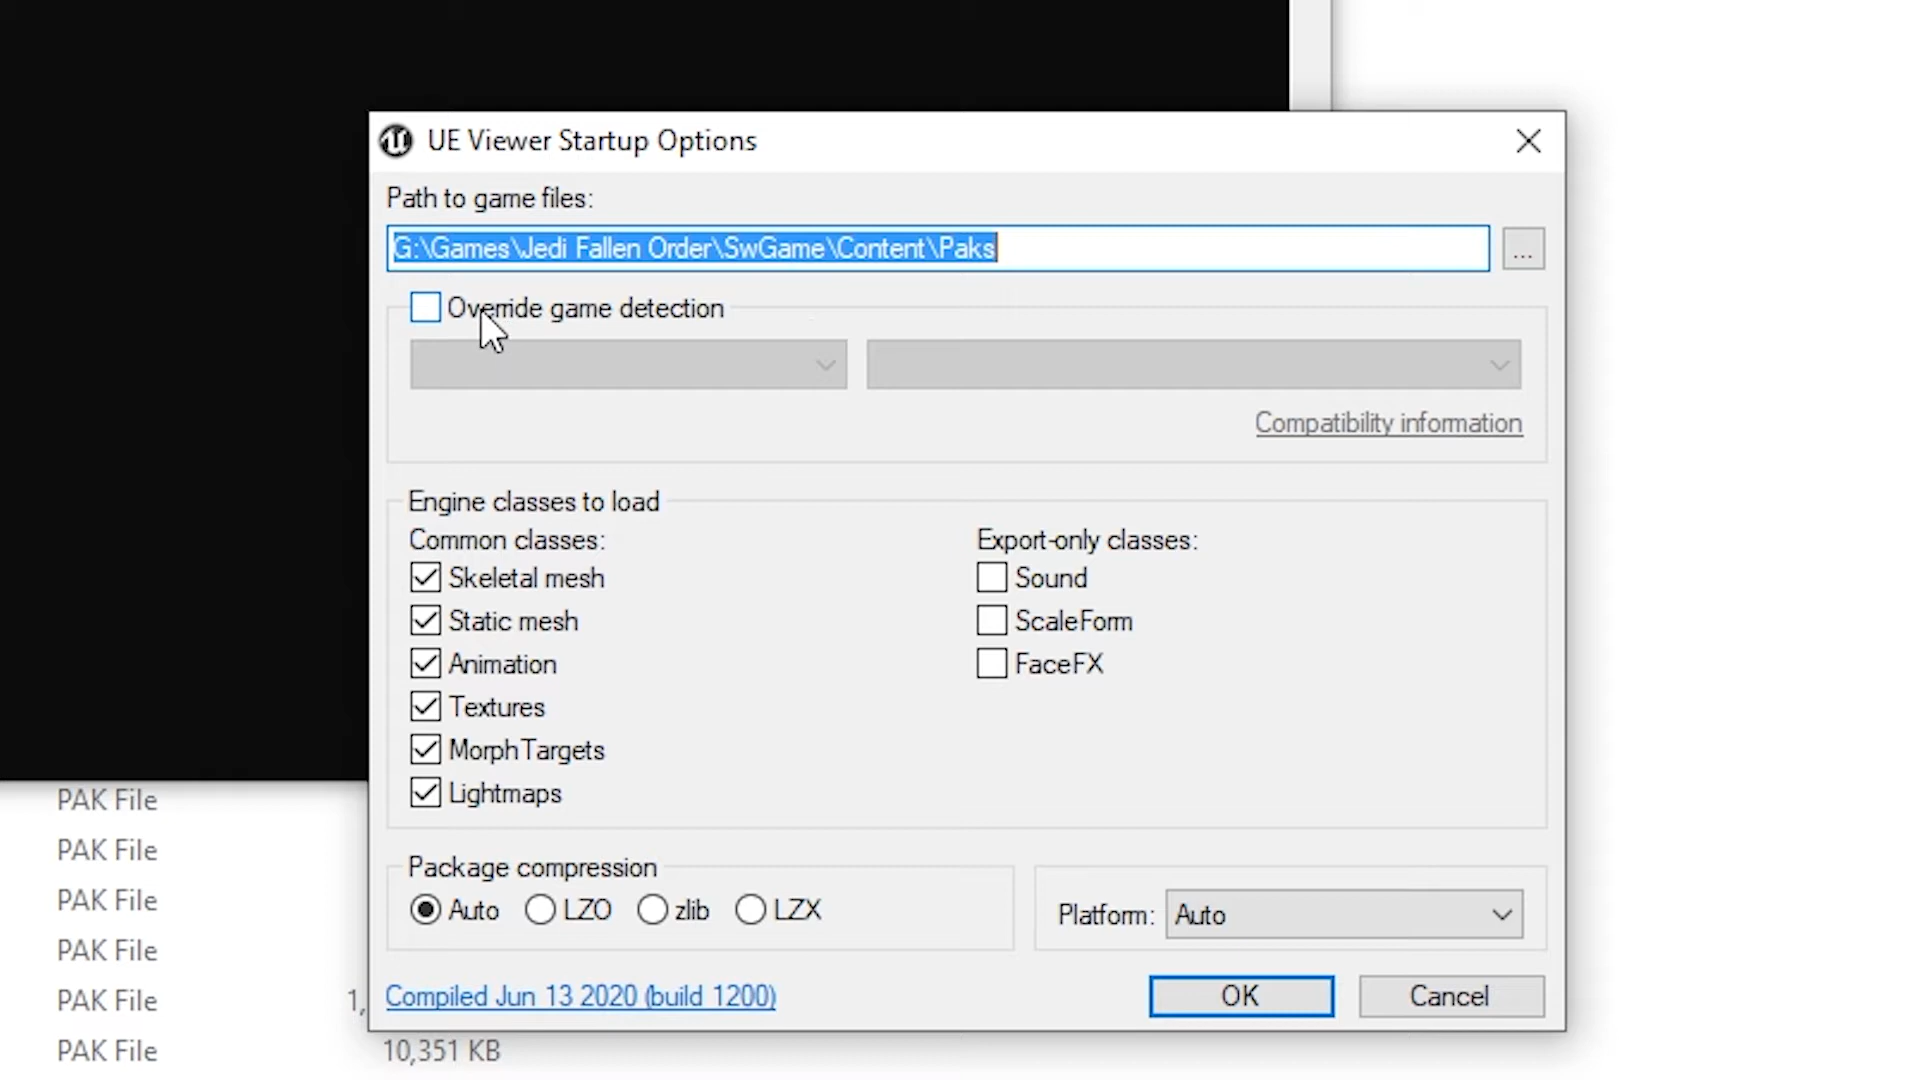 UE Viewer Startup Options
Path to game files:
G:\Games\Jedi Fallen Order\SwGame\Content\Paks
...
Override game detection
Compatibility information
Engine classes to load
Common classes:
Skeletal mesh
Static mesh
Animation
Textures
MorphTargets
Lightmaps
Export-only classes:
Sound
ScaleForm
FaceFX
Package compression
Auto LZO zlib LZX
Platform: Auto
Compiled Jun 13 2020 (build 1200)
OK Cancel
PAK File
PAK File
PAK File
PAK File
PAK File 1,
PAK File 10,351 KB